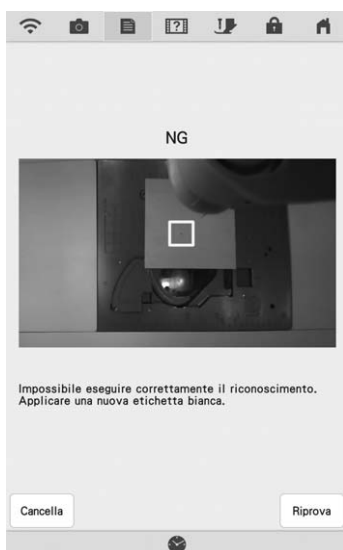 NG
Impossibile eseguire correttamente il riconoscimento.
Applicare una nuova etichetta bianca.
Cancella
Riprova